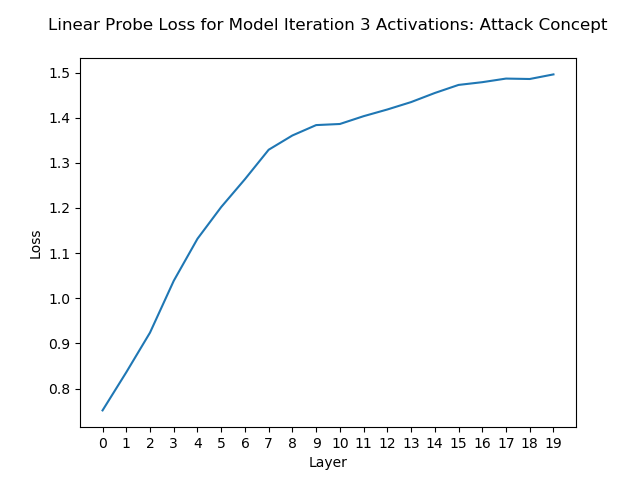 Linear Probe Loss for Model Iteration 3 Activations: Attack Concept
1.5
1.4
1.3
1.2
1.1
1.0
0.9
0.8
Loss
0 1 2 3 4 5 6 7 8 9 10 11 12 13 14 15 16 17 18 19
Layer